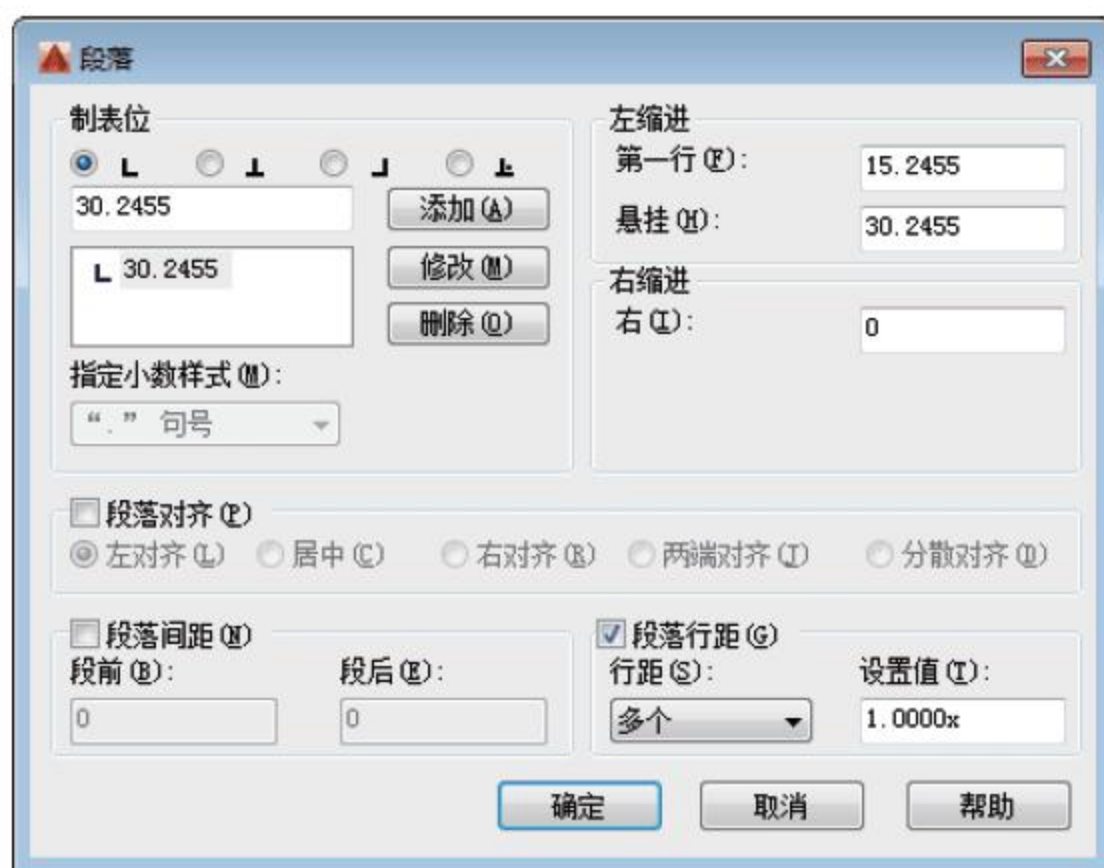 段落
制表位
30.2455
添加(A)
30.2455
修改(M)
删除(O)
指定小数样式(M):
“.” 句号
左缩进
第一行(F): 15.2455
悬挂(H): 30.2455
右缩进
右(I): 0
段落对齐(P)
左对齐(L) 居中(C) 右对齐(R) 两端对齐(J) 分散对齐(D)
段落间距(N)
段前(B): 段后(E):
0 0
段落行距(G)
行距(S): 设置值(T):
多个 1.0000x
确定 取消 帮助